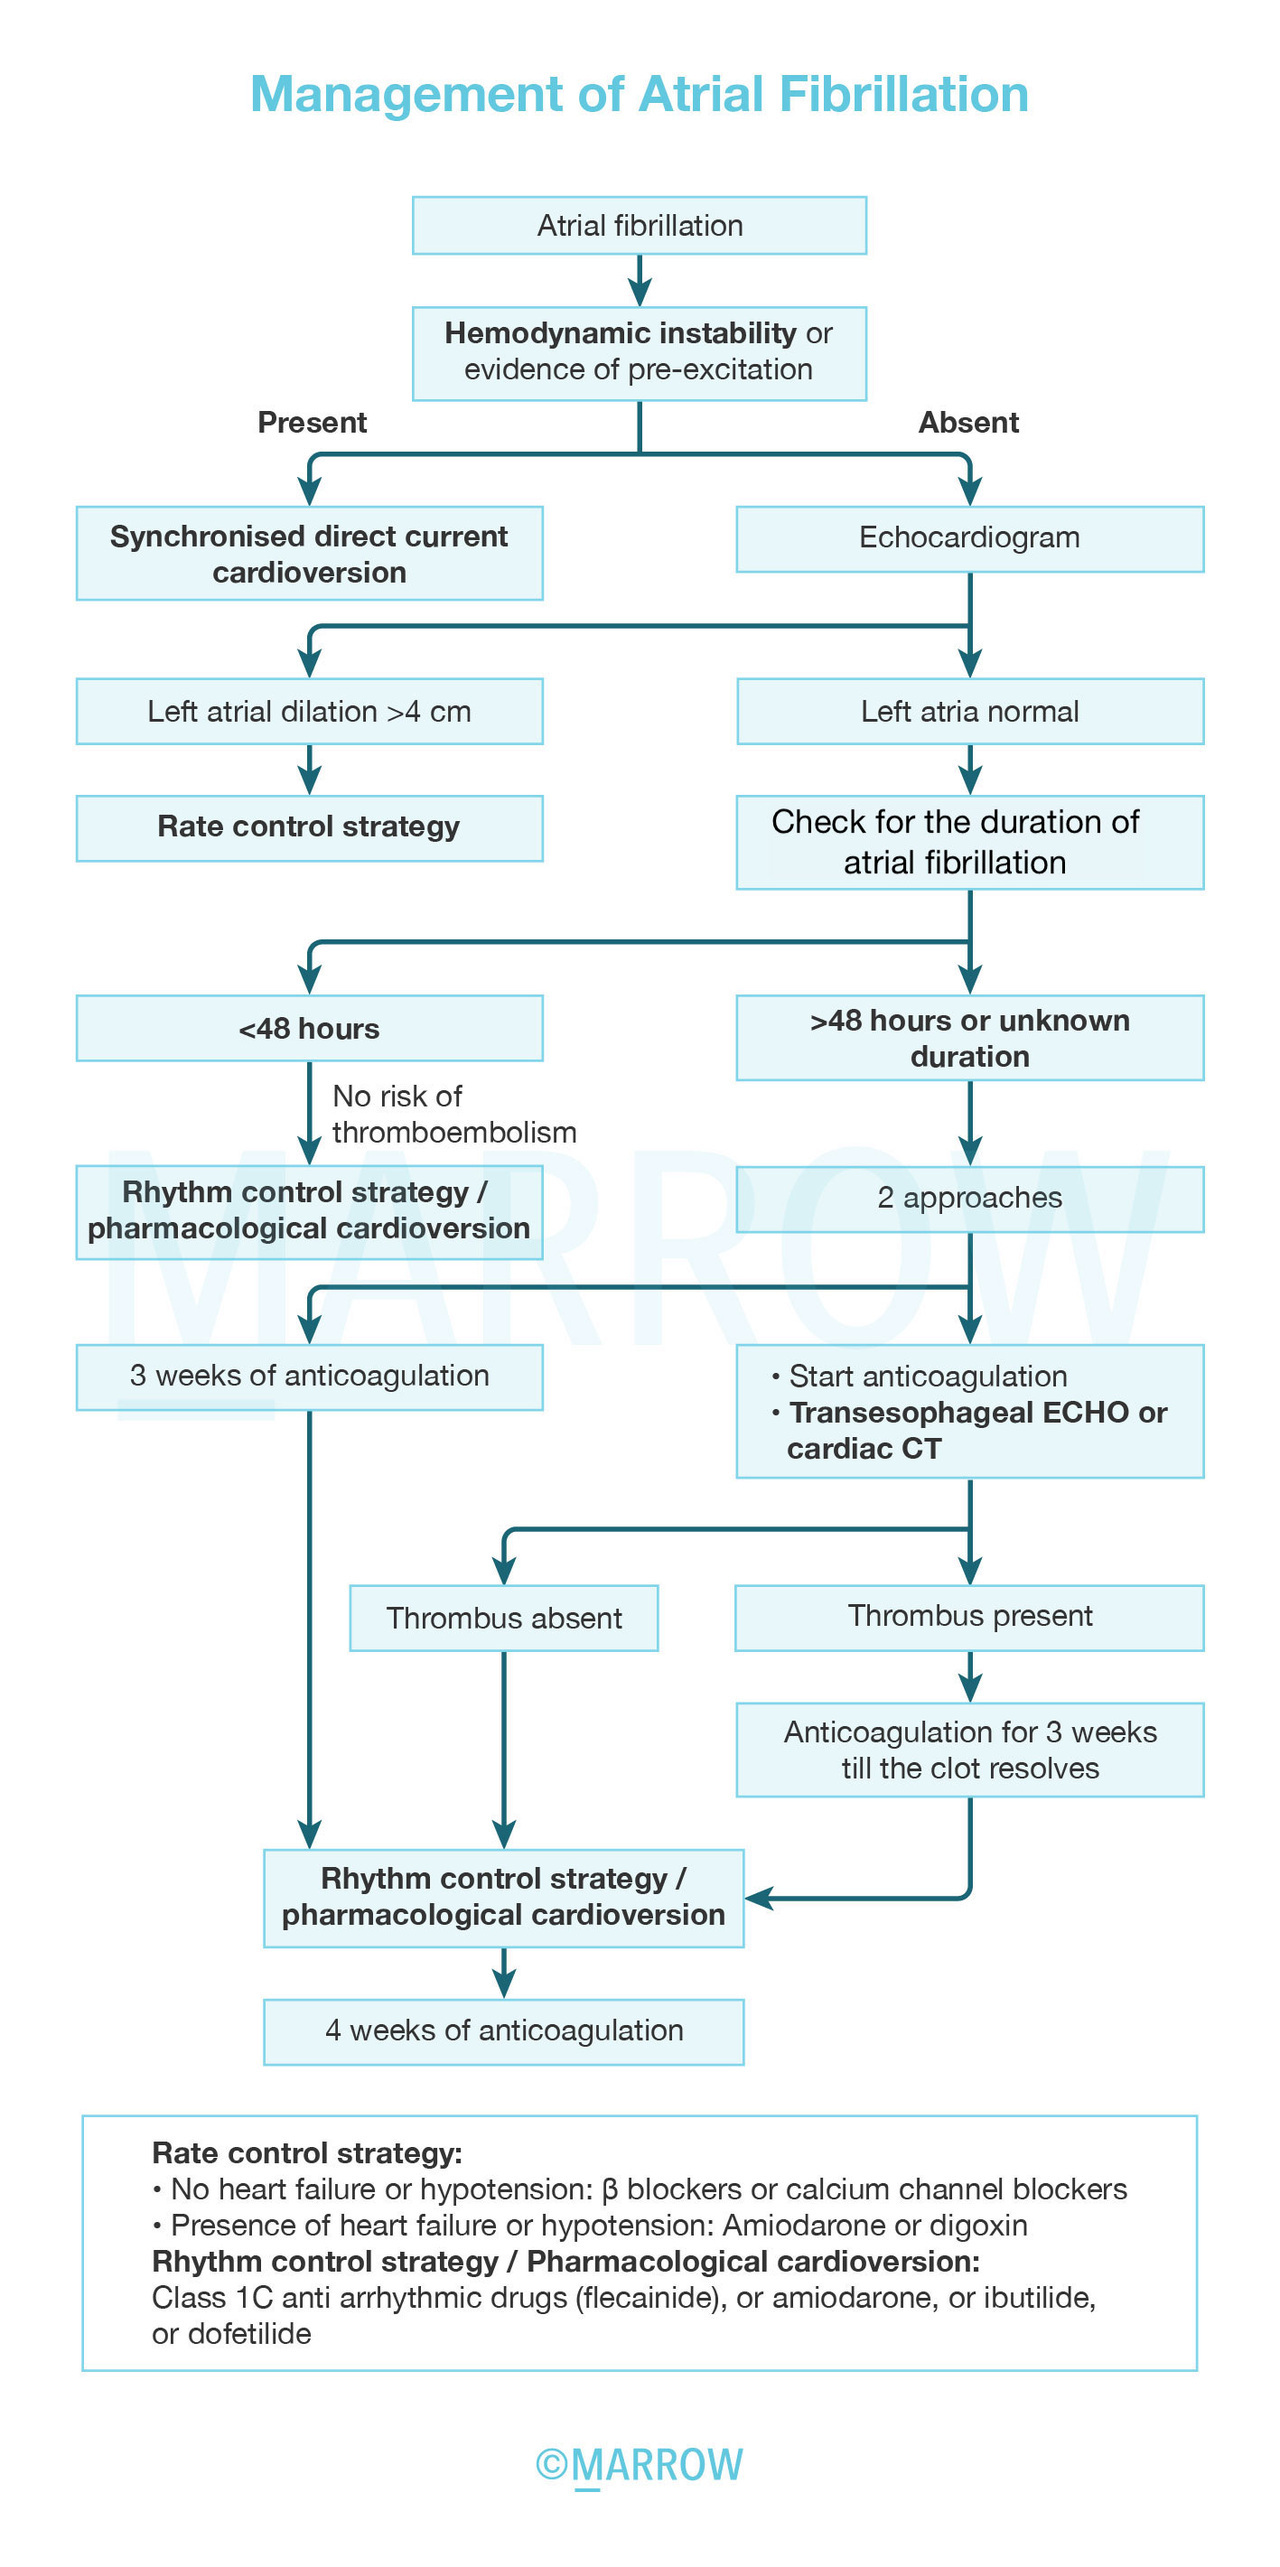 Management of Atrial Fibrillation
Atrial fibrillation
Hemodynamic instability or
evidence of pre-excitation
Present
Absent
Synchronised direct current
cardioversion
Echocardiogram
Left atrial dilation >4 cm
Left atria normal
Rate control strategy
Check for the duration of
atrial fibrillation
<48 hours
>48 hours or unknown
duration
No risk of
thromboembolism
Rhythm control strategy /
pharmacological cardioversion
2 approaches
MARROW
3 weeks of anticoagulation
• Start anticoagulation
• Transesophageal ECHO or
cardiac CT
Thrombus absent
Thrombus present
Anticoagulation for 3 weeks
till the clot resolves
Rhythm control strategy /
pharmacological cardioversion
4 weeks of anticoagulation
Rate control strategy:
• No heart failure or hypotension: β blockers or calcium channel blockers
• Presence of heart failure or hypotension: Amiodarone or digoxin
Rhythm control strategy / Pharmacological cardioversion:
Class 1C anti arrhythmic drugs (flecainide), or amiodarone, or ibutilide,
or dofetilide
©MARROW